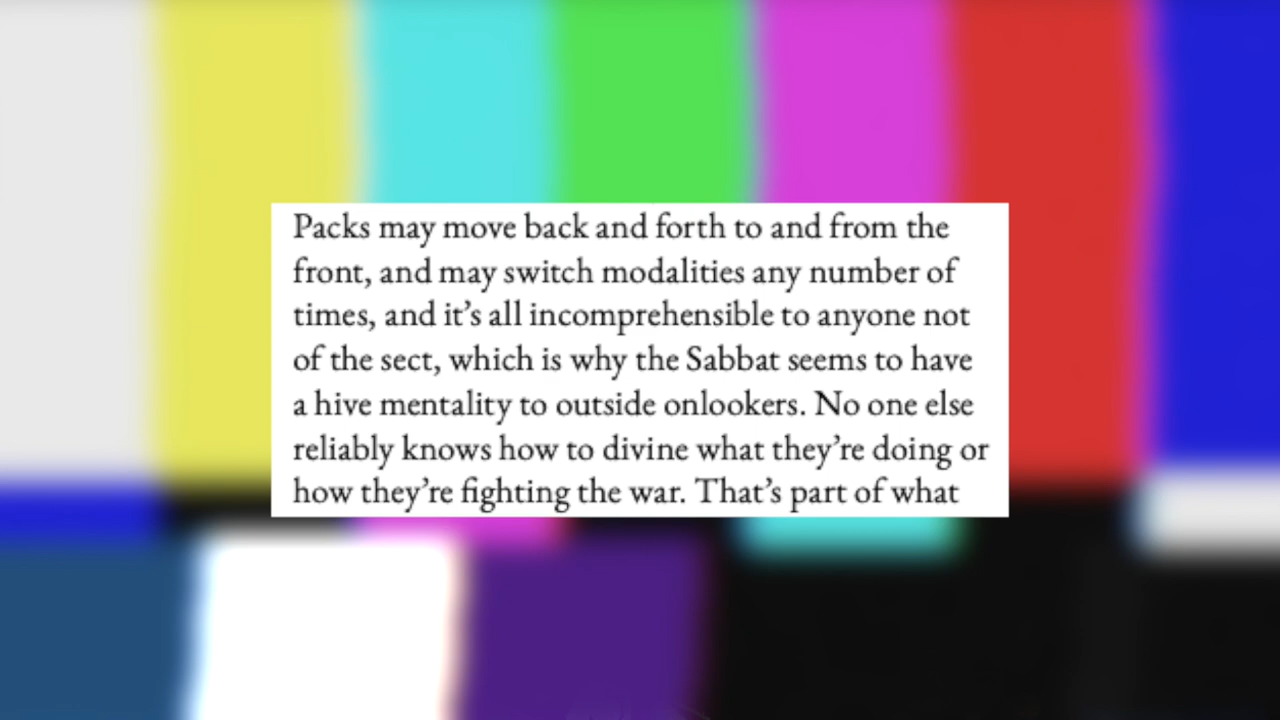 Packs may move back and forth to and from the
front, and may switch modalities any number of
times, and it’s all incomprehensible to anyone not
of the sect, which is why the Sabbat seems to have
a hive mentality to outside onlookers. No one else
reliably knows how to divine what they’re doing or
how they’re fighting the war. That’s part of what